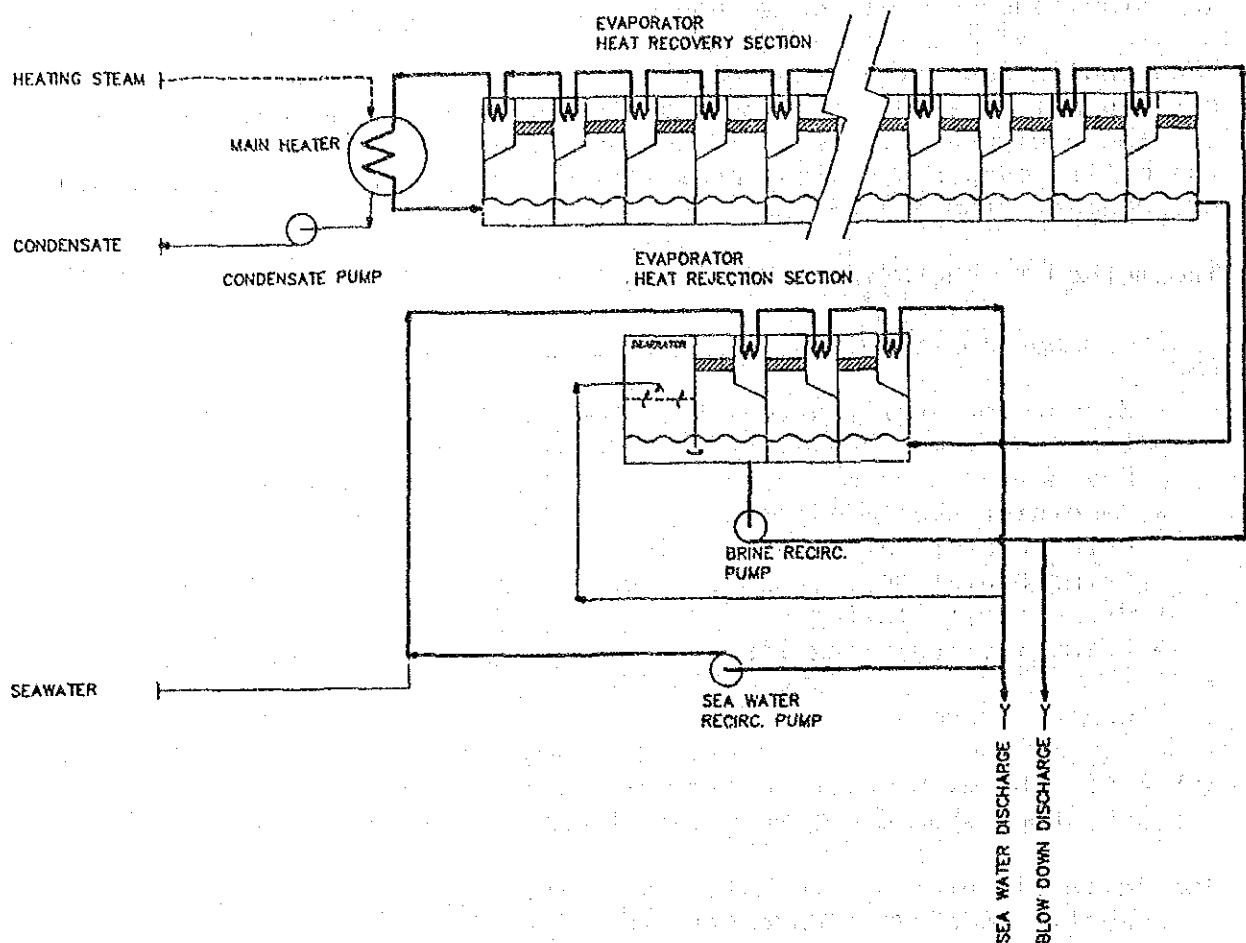 EVAPORATOR
HEAT RECOVERY SECTION
HEATING STEAM
MAIN HEATER
CONDENSATE
CONDENSATE PUMP
EVAPORATOR
HEAT REJECTION SECTION
DEAERATOR
BRINE RECIRC.
PUMP
SEAWATER
SEA WATER
RECIRC. PUMP
SEA WATER DISCHARGE
BLOW DOWN DISCHARGE